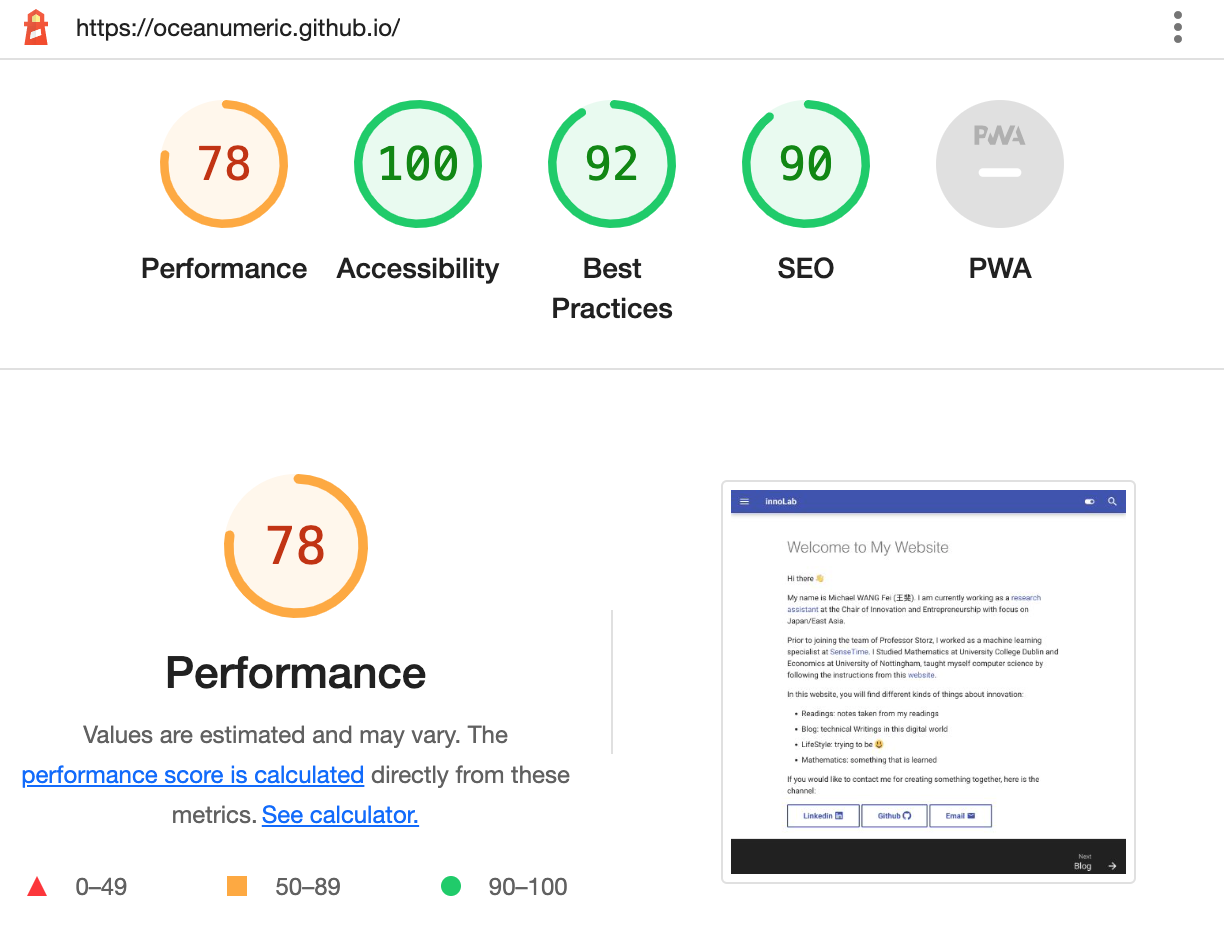 https://oceanumeric.github.io/
78
100
92
90
PWA
Performance
Accessibility
Best
Practices
SEO
PWA
78
Performance
Values are estimated and may vary. The
performance score is calculated directly from these
metrics. See calculator.
0–49
50–89
90–100
innoLab
Welcome to My Website
Hi there 👋
My name is Michael WANG Fei (王斐). I am currently working as a research
assistant at the Chair of Innovation and Entrepreneurship with focus on
Japan/East Asia.
Prior to joining the team of Professor Storz, I worked as a machine learning
specialist at SenseTime. I Studied Mathematics at University College Dublin and
Economics at University of Nottingham, taught myself computer science by
following the instructions from this website.
In this website, you will find different kinds of things about innovation:
• Readings: notes taken from my readings
• Blog: technical Writings in this digital world
• LifeStyle: trying to be 😃
• Mathematics: something that is learned
If you would like to contact me for creating something together, here is the
channel:
Linkedin
Github
Email
Next
Blog